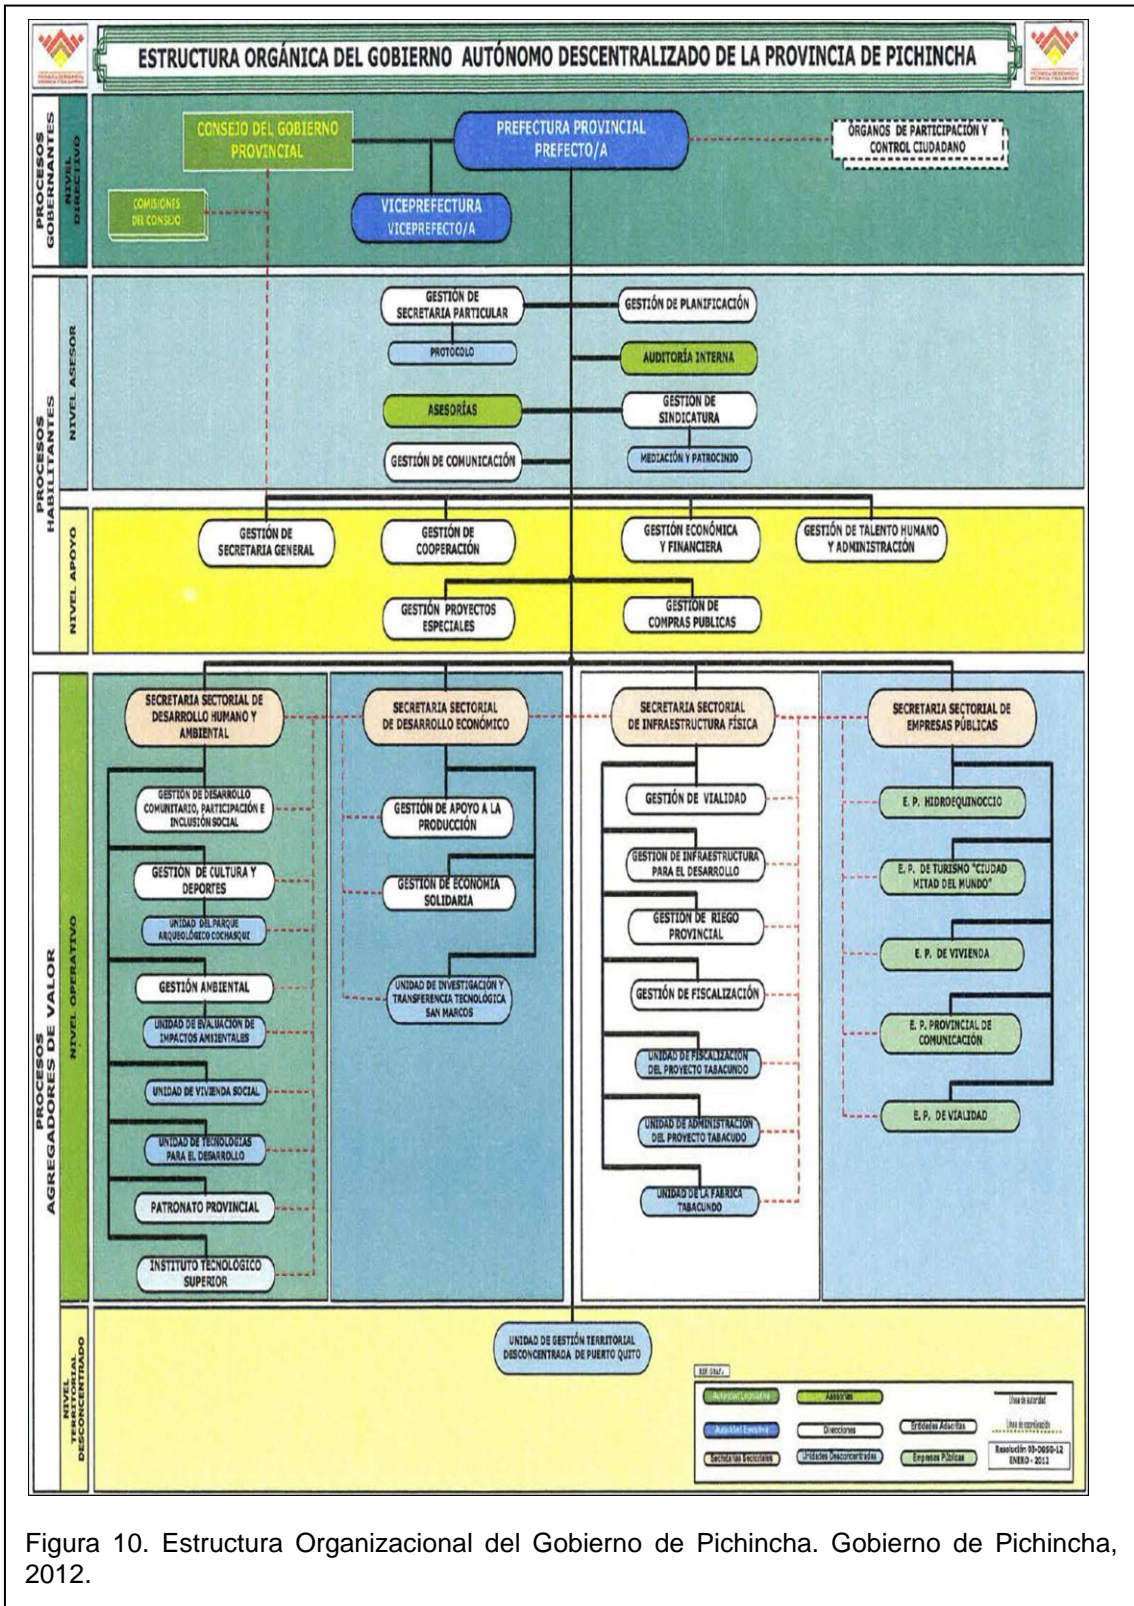 ESTRUCTURA ORGÁNICA DEL GOBIERNO AUTÓNOMO DESCENTRALIZADO DE LA PROVINCIA DE PICHINCHA
PROCESOS
GOBERNANTES
NIVEL
DIRECTIVO
CONSEJO DEL GOBIERNO
PROVINCIAL
PREFECTURA PROVINCIAL
PREFECTO/A
ÓRGANOS DE PARTICIPACIÓN Y
CONTROL CIUDADANO
COMISIONES
DEL CONSEJO
VICEPREFECTURA
VICEPREFECTO/A
PROCESOS
HABILITANTES
NIVEL ASESOR
GESTIÓN DE
SECRETARIA PARTICULAR
GESTIÓN DE PLANIFICACIÓN
PROTOCOLO
AUDITORÍA INTERNA
ASESORÍAS
GESTIÓN DE
SINDICATURA
GESTIÓN DE COMUNICACIÓN
MEDIACIÓN Y PATROCINIO
NIVEL APOYO
GESTIÓN DE
SECRETARIA GENERAL
GESTIÓN DE
COOPERACIÓN
GESTIÓN ECONÓMICA
Y FINANCIERA
GESTIÓN DE TALENTO HUMANO
Y ADMINISTRACIÓN
GESTIÓN PROYECTOS
ESPECIALES
GESTIÓN DE
COMPRAS PUBLICAS
PROCESOS
AGREGADORES DE VALOR
NIVEL OPERATIVO
SECRETARIA SECTORIAL DE
DESARROLLO HUMANO Y
AMBIENTAL
GESTIÓN DE DESARROLLO
COMUNITARIO, PARTICIPACIÓN E
INCLUSIÓN SOCIAL
GESTIÓN DE CULTURA Y
DEPORTES
UNIDAD DEL PARQUE
ARQUEOLÓGICO COCHASQUI
GESTIÓN AMBIENTAL
UNIDAD DE EVALUACIÓN DE
IMPACTOS AMBIENTALES
UNIDAD DE VIVIENDA SOCIAL
UNIDAD DE TECNOLOGIAS
PARA EL DESARROLLO
PATRONATO PROVINCIAL
INSTITUTO TECNOLÓGICO
SUPERIOR
SECRETARIA SECTORIAL
DE DESARROLLO ECONÓMICO
GESTIÓN DE APOYO A LA
PRODUCCIÓN
GESTIÓN DE ECONOMIA
SOLIDARIA
UNIDAD DE INVESTIGACIÓN Y
TRANSFERENCIA TECNOLÓGICA
SAN MARCOS
SECRETARIA SECTORIAL
DE INFRAESTRUCTURA FÍSICA
GESTIÓN DE VIALIDAD
GESTIÓN DE INFRAESTRUCTURA
PARA EL DESARROLLO
GESTIÓN DE RIEGO
PROVINCIAL
GESTIÓN DE FISCALIZACIÓN
UNIDAD DE FISCALIZACIÓN
DEL PROYECTO TABACUNDO
UNIDAD DE ADMINISTRACIÓN
DEL PROYECTO TABACUDO
UNIDAD DE LA FABRICA
TABACUNDO
SECRETARIA SECTORIAL DE
EMPRESAS PÚBLICAS
E. P. HIDROEQUINOCCIO
E. P. DE TURISMO "CIUDAD
MITAD DEL MUNDO"
E. P. DE VIVIENDA
E. P. PROVINCIAL DE
COMUNICACIÓN
E. P. DE VIALIDAD
NIVEL
TERRITORIAL
DESCONCENTRADO
UNIDAD DE GESTIÓN TERRITORIAL
DESCONCENTRADA DE PUERTO QUITO
Autoridad Legislativa
Asesorías
Línea de autoridad
Autoridad Ejecutiva
Direcciones
Entidades Adscritas
Línea de coordinación
Secretarías Sectoriales
Unidades Desconcentradas
Empresas Públicas
Resolución 03-DGSG-12
ENERO - 2012
Figura 10. Estructura Organizacional del Gobierno de Pichincha. Gobierno de Pichincha,
2012.